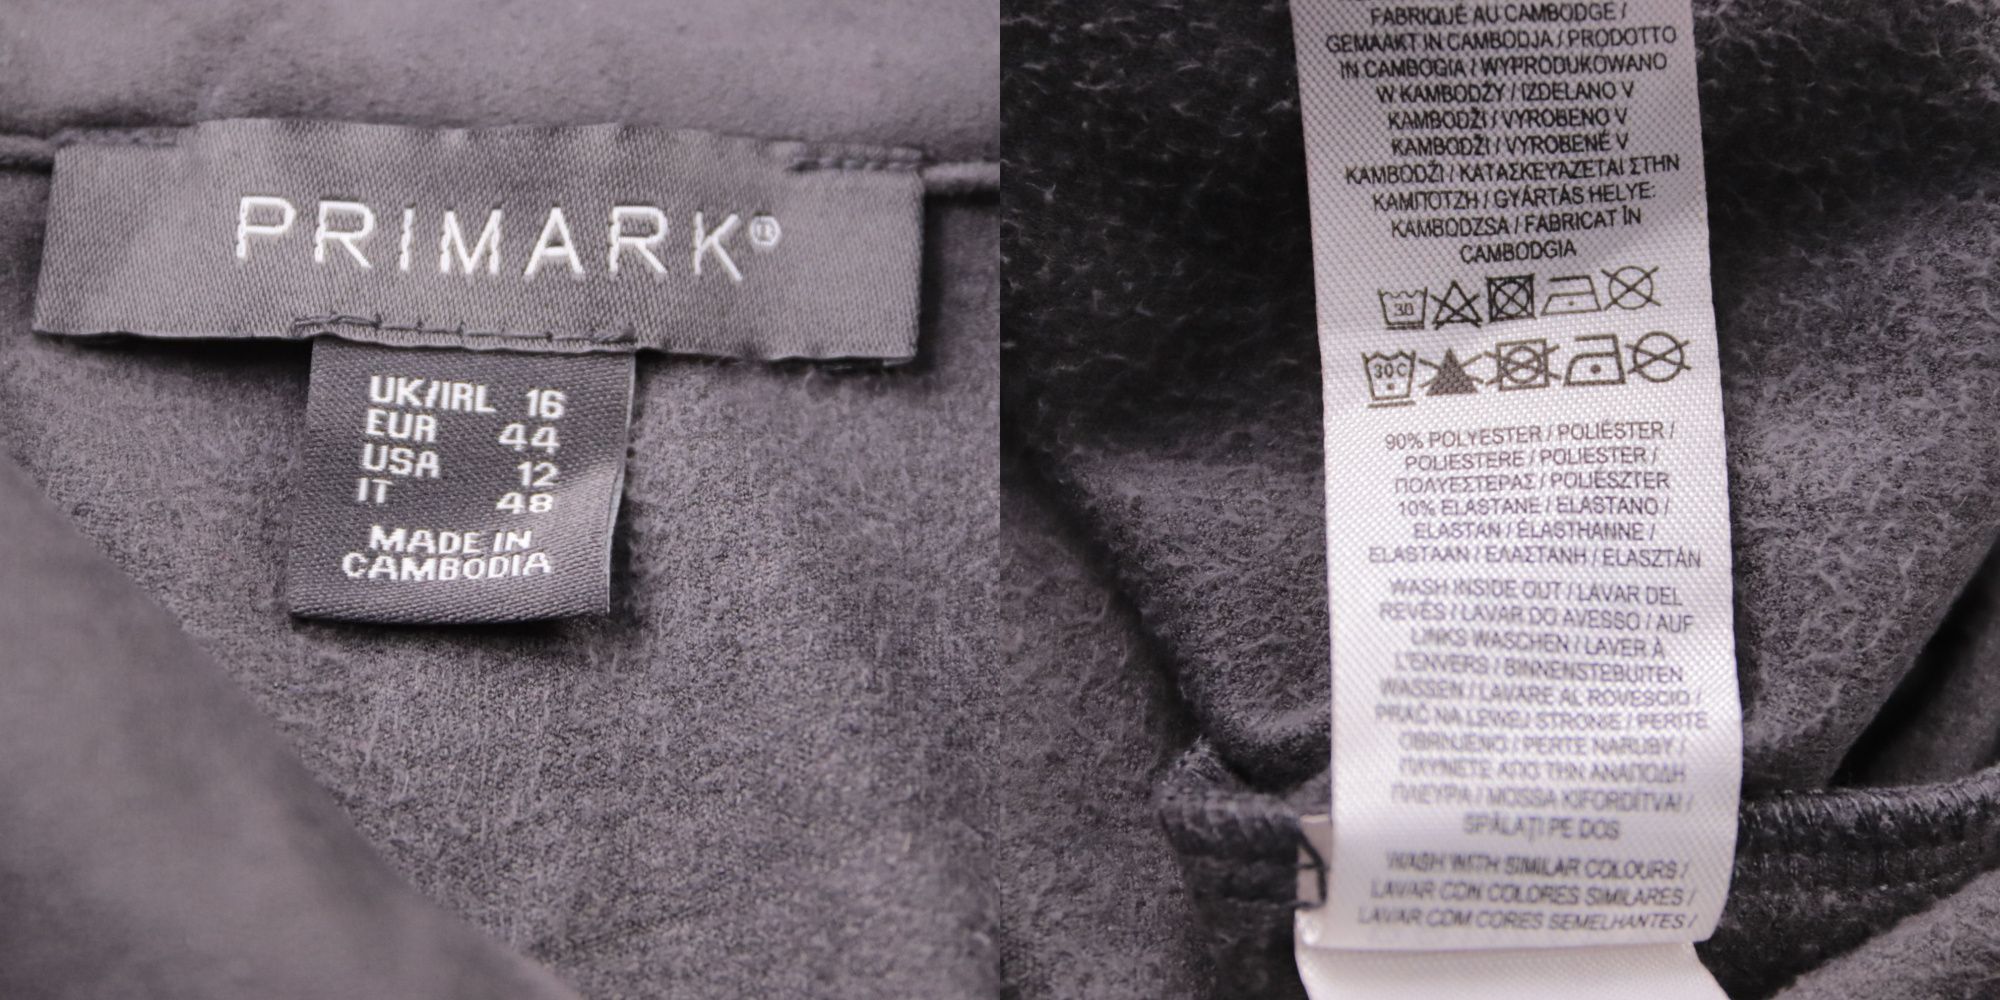 PRIMARK®
UK/IRL 16
EUR 44
USA 12
IT 48
MADE IN
CAMBODIA
FABRIQUÉ AU CAMBODGE /
GEMAAKT IN CAMBODJA / PRODOTTO
IN CAMBOGIA / WYPRODUKOWANO
W KAMBODŻY / IZDELANO V
KAMBODŽI / VYROBENO V
KAMBODŽI / VYROBENÉ V
KAMBODŽI / ΚΑΤΑΣΚΕΥΑΖΕΤΑΙ ΣΤΗΝ
ΚΑΜΠΟΤΖΗ / GYÁRTÁS HELYE:
KAMBODZSA / FABRICAT ÎN
CAMBODGIA
30
30C
90% POLYESTER / POLIÉSTER /
POLIESTERE / POLIESTER /
ΠΟΛΥΕΣΤΕΡΑΣ / POLIÉSZTER
10% ELASTANE / ELASTANO /
ELASTAN / ÉLASTHANNE /
ELASTAAN / ΕΛΑΣΤΑΝΗ / ELASZTÁN
WASH INSIDE OUT / LAVAR DEL
REVÉS / LAVAR DO AVESSO / AUF
LINKS WASCHEN / LAVER À
L'ENVERS / BINNENSTEBUITEN
WASSEN / LAVARE AL ROVESCIO /
PRAĆ NA LEWEJ STRONIE / PERITE
OBRNJENO / PERTE NARUBY /
ΠΛΥΝΕΤΕ ΑΠΟ ΤΗΝ ΑΝΑΠΟΔΗ
ΠΛΕΥΡΑ / MOSSA KIFORDÍTVA! /
SPĂLAȚI PE DOS
WASH WITH SIMILAR COLOURS /
LAVAR CON COLORES SIMILARES /
LAVAR COM CORES SEMELHANTES /